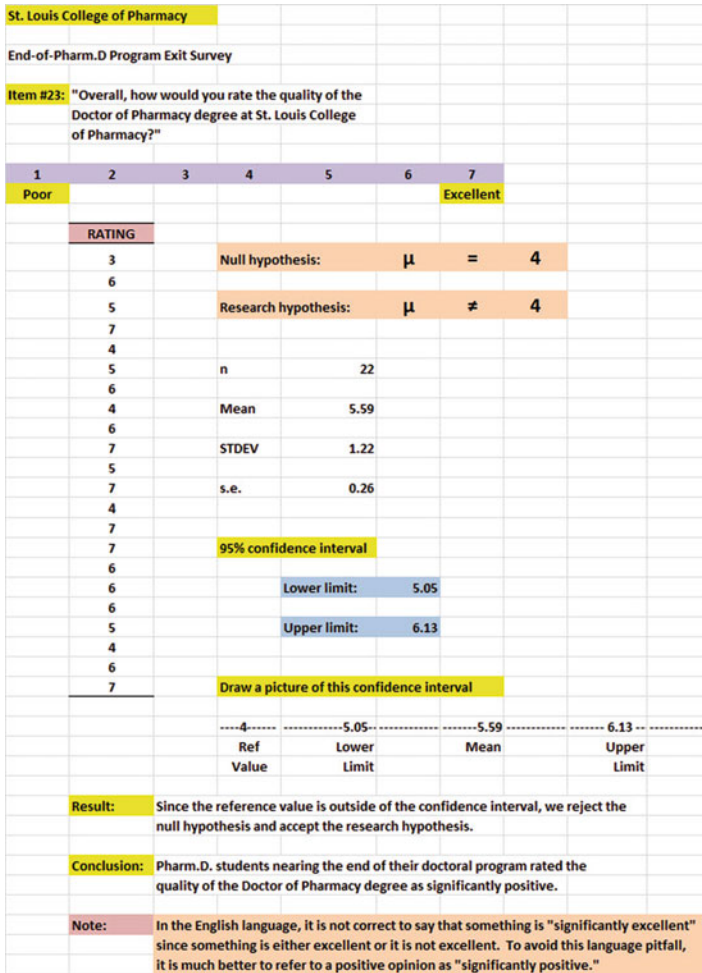 St. Louis College of Pharmacy
End-of-Pharm.D Program Exit Survey
Item #23: "Overall, how would you rate the quality of the
Doctor of Pharmacy degree at St. Louis College
of Pharmacy?"
1 2 3 4 5 6 7
Poor Excellent
RATING
3 Null hypothesis: µ = 4
6
5 Research hypothesis: µ ≠ 4
7
4
5 n 22
6
4 Mean 5.59
6
7 STDEV 1.22
5
7 s.e. 0.26
4
7
7 95% confidence interval
6
6 Lower limit: 5.05
6
5 Upper limit: 6.13
4
6
7 Draw a picture of this confidence interval
----4------ ------------5.05-- ------------ -------5.59 ------------ ------- 6.13 -- -----------
Ref Lower Mean Upper
Value Limit Limit
Result: Since the reference value is outside of the confidence interval, we reject the
null hypothesis and accept the research hypothesis.
Conclusion: Pharm.D. students nearing the end of their doctoral program rated the
quality of the Doctor of Pharmacy degree as significantly positive.
Note: In the English language, it is not correct to say that something is "significantly excellent"
since something is either excellent or it is not excellent. To avoid this language pitfall,
it is much better to refer to a positive opinion as "significantly positive."